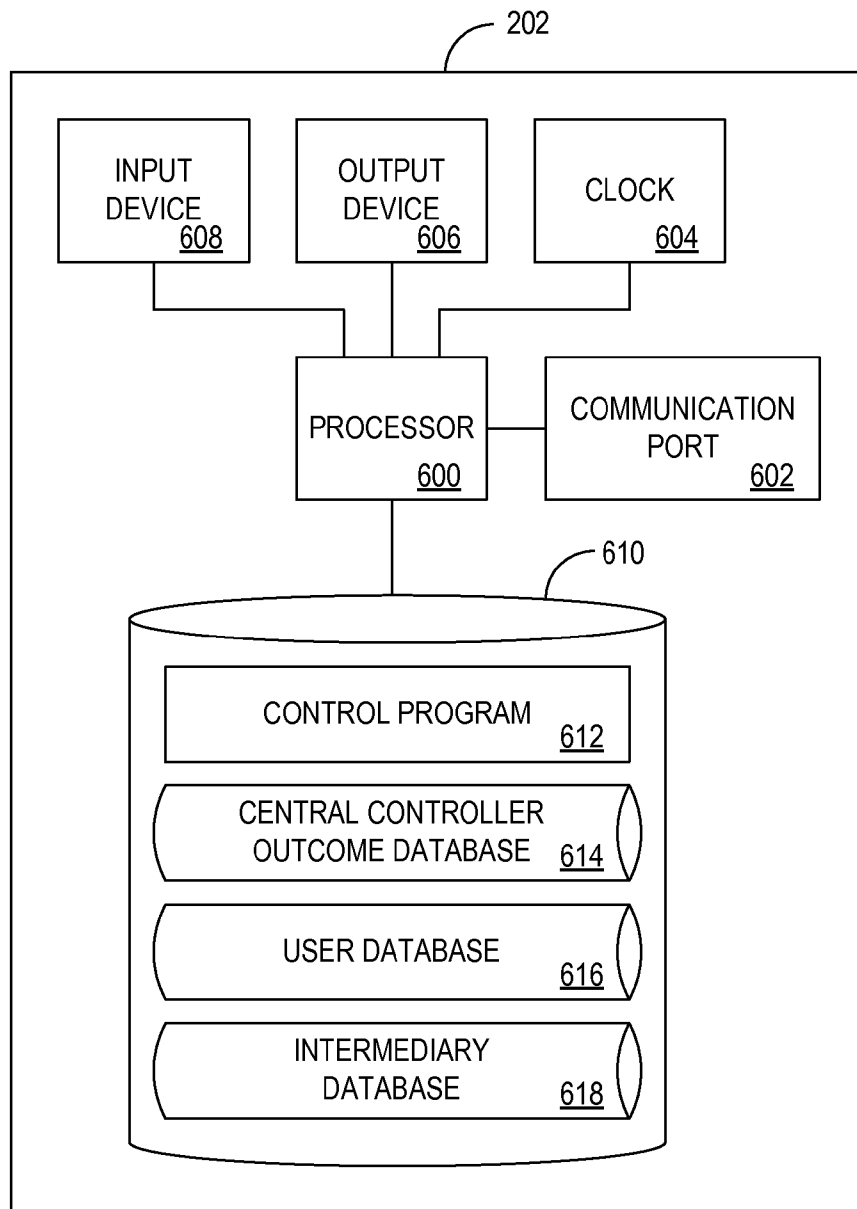 202
INPUT
DEVICE
608
OUTPUT
DEVICE
606
CLOCK
604
PROCESSOR
600
COMMUNICATION
PORT
602
610
CONTROL PROGRAM
612
CENTRAL CONTROLLER
OUTCOME DATABASE
614
USER DATABASE
616
INTERMEDIARY
DATABASE
618